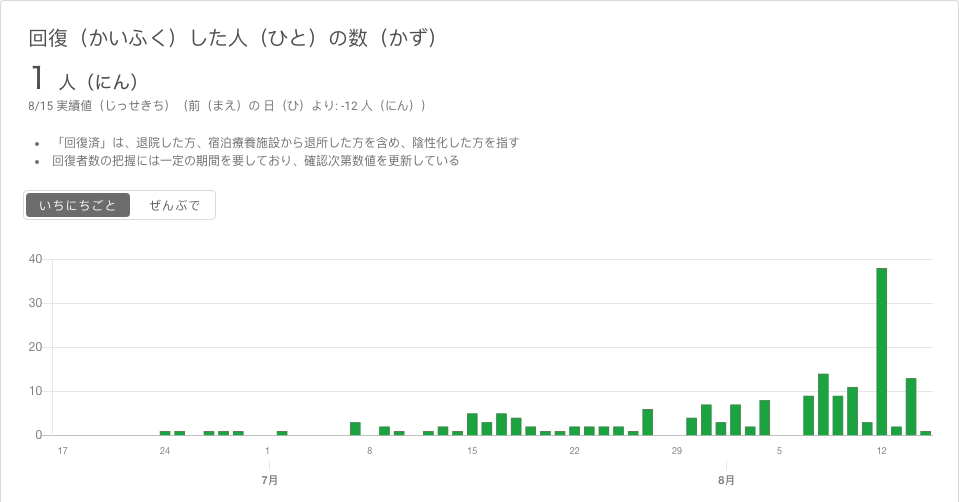 回復（かいふく）した人（ひと）の数（かず）
1 人（にん）
8/15 実績値（じっせきち）（前（まえ）の 日（ひ）より: -12 人（にん））
• 「回復済」は、退院した方、宿泊療養施設から退所した方を含め、陰性化した方を指す
• 回復者数の把握には一定の期間を要しており、確認次第数値を更新している
いちにちごと ぜんぶで
40
30
20
10
0
17 24 1 8 15 22 29 5 12
7月 8月